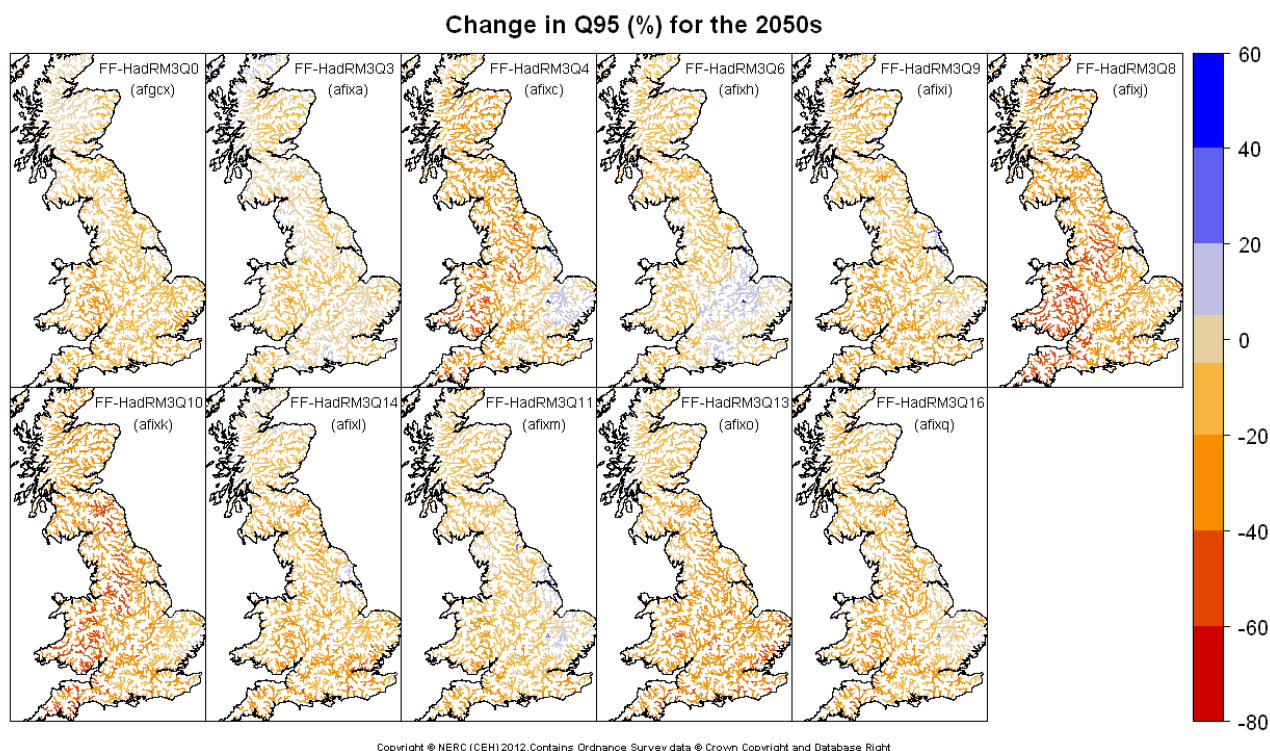 Change in Q95 (%) for the 2050s
FF-HadRM3Q0
(afgcx)
FF-HadRM3Q3
(afixa)
FF-HadRM3Q4
(afixc)
FF-HadRM3Q6
(afixh)
FF-HadRM3Q9
(afixi)
FF-HadRM3Q8
(afixj)
FF-HadRM3Q10
(afixk)
FF-HadRM3Q14
(afixl)
FF-HadRM3Q11
(afixm)
FF-HadRM3Q13
(afixo)
FF-HadRM3Q16
(afixq)
60
40
20
0
-20
-40
-60
-80
Copyright © NERC (CEH) 2012.Contains Ordnance Survey data © Crown Copyright and Database Right